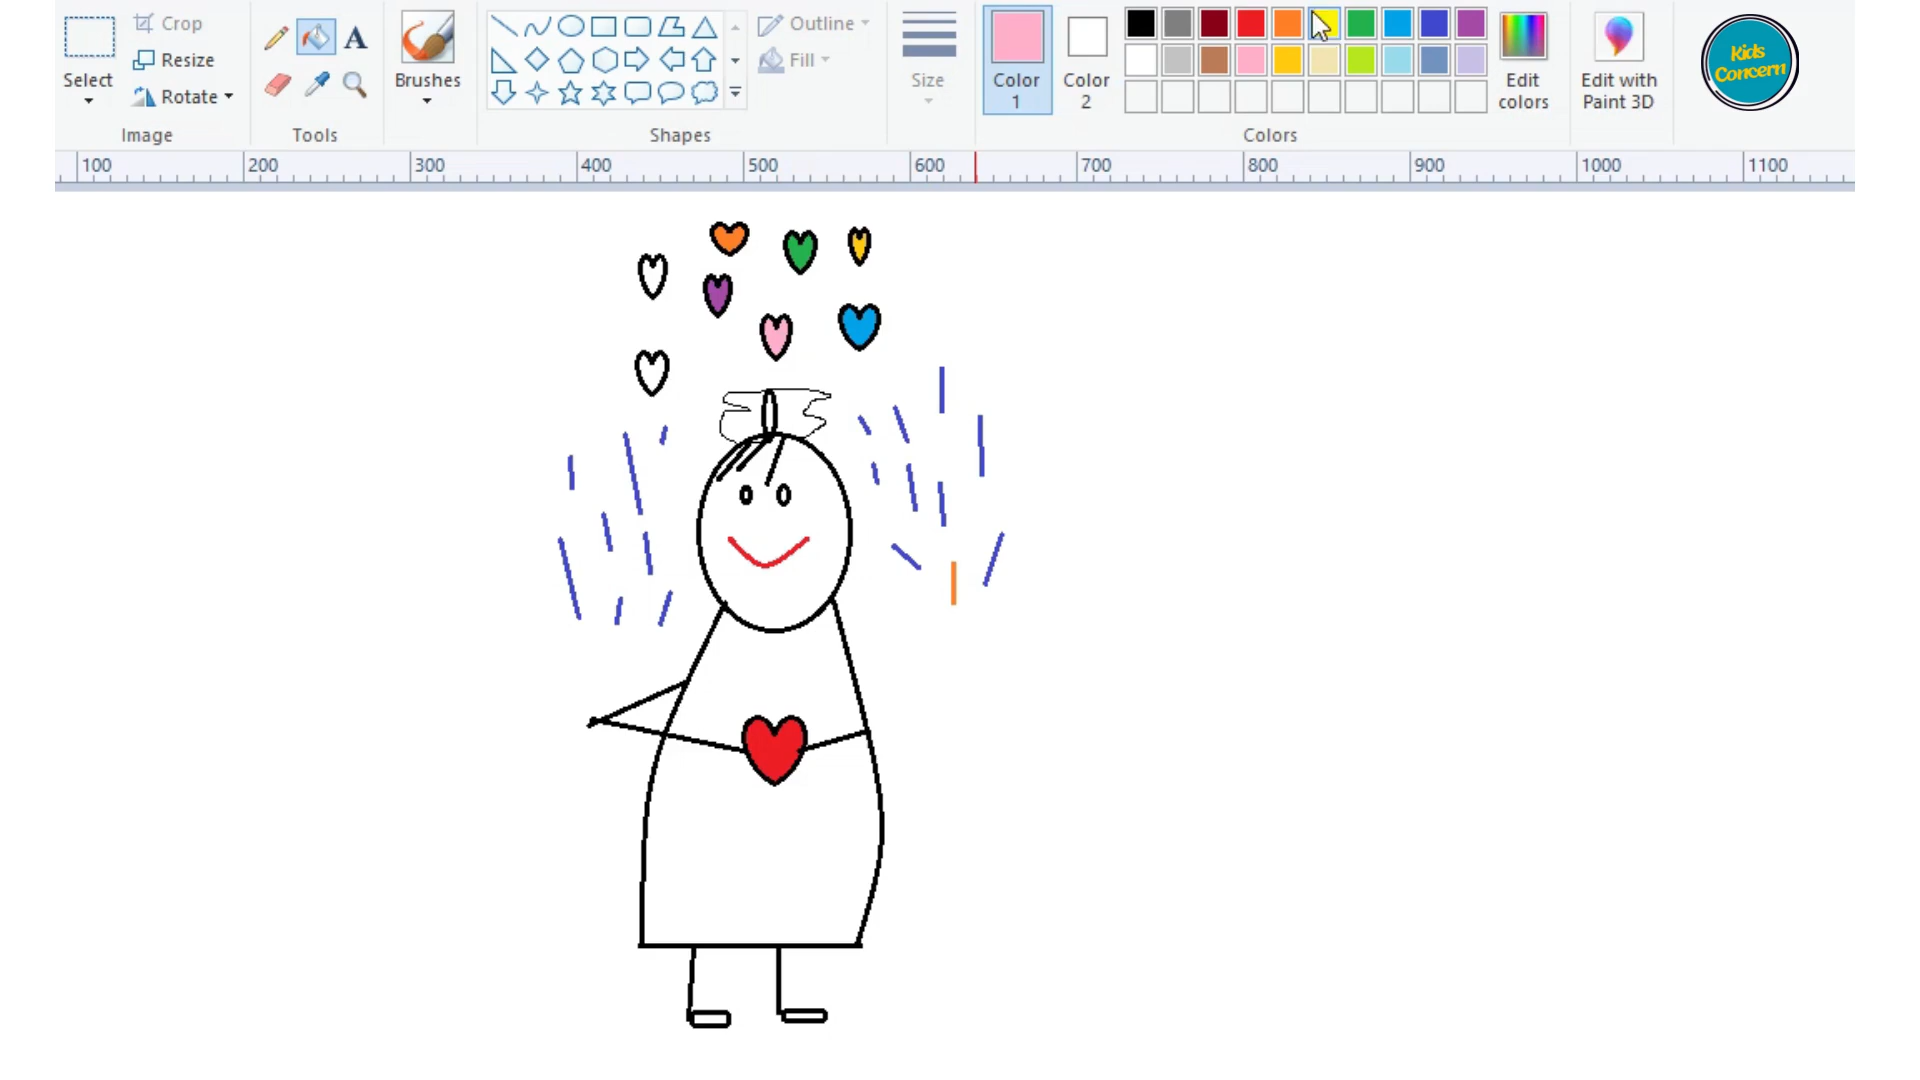 Crop
Outline
Resize
Fill
Select
Rotate
A
Brushes
Size
Color
1
Color
2
Edit
colors
Edit with
Paint 3D
Kids
Concern
Image
Tools
Shapes
Colors
100 200 300 400 500 600 700 800 900 1000 1100